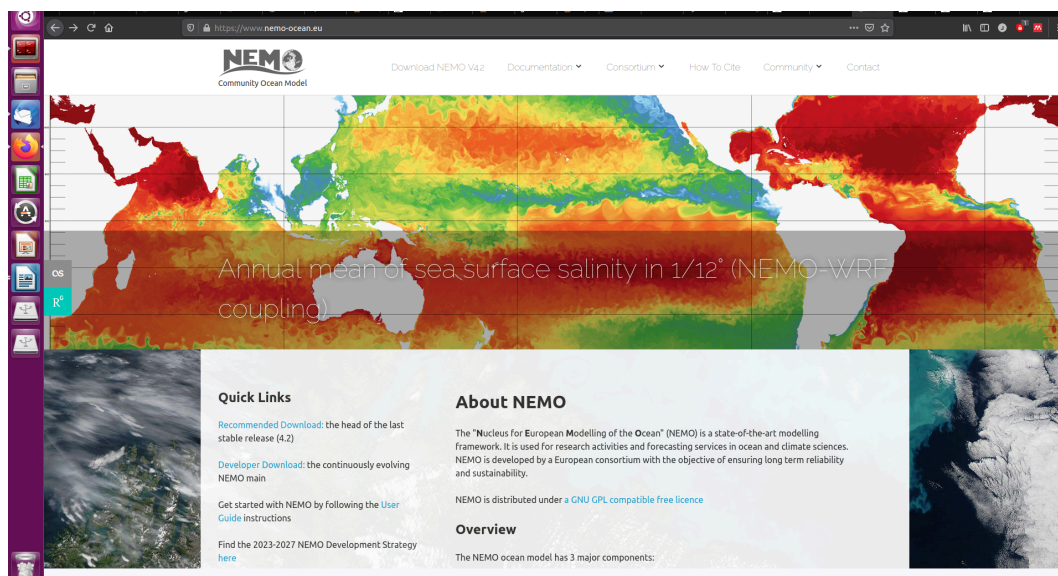 https://www.nemo-ocean.eu
NEMO
Community Ocean Model
Download NEMO V4.2 Documentation Consortium How To Cite Community Contact
Annual mean of sea surface salinity in 1/12° (NEMO-WRF
coupling)
OS
R⁶
Quick Links
Recommended Download: the head of the last
stable release (4.2)
Developer Download: the continuously evolving
NEMO main
Get started with NEMO by following the User
Guide instructions
Find the 2023-2027 NEMO Development Strategy
here
About NEMO
The "Nucleus for European Modelling of the Ocean" (NEMO) is a state-of-the-art modelling
framework. It is used for research activities and forecasting services in ocean and climate sciences.
NEMO is developed by a European consortium with the objective of ensuring long term reliability
and sustainability.
NEMO is distributed under a GNU GPL compatible free licence
Overview
The NEMO ocean model has 3 major components: